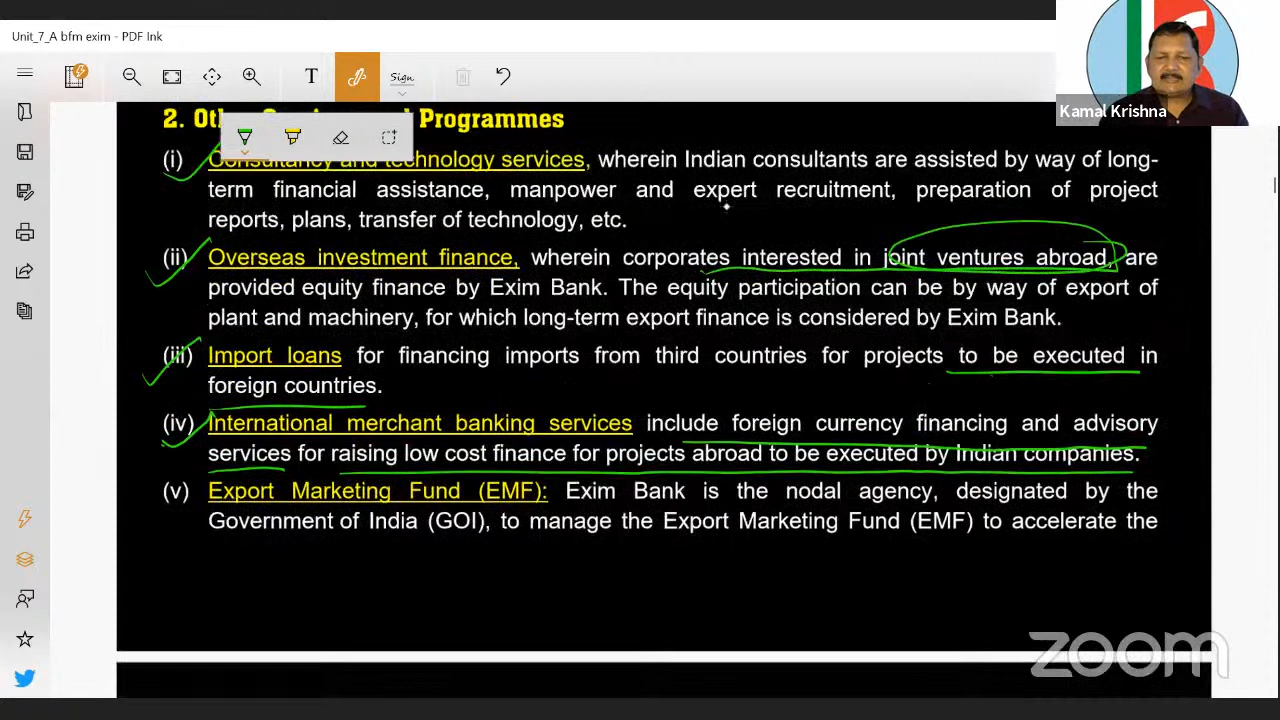 Unit_7_A bfm exim - PDF Ink
T
Sign
Kamal Krishna
2. Programmes
(i) Consultancy and technology services, wherein Indian consultants are assisted by way of long-
term financial assistance, manpower and expert recruitment, preparation of project
reports, plans, transfer of technology, etc.
(ii) Overseas investment finance, wherein corporates interested in joint ventures abroad, are
provided equity finance by Exim Bank. The equity participation can be by way of export of
plant and machinery, for which long-term export finance is considered by Exim Bank.
(iii) Import loans for financing imports from third countries for projects to be executed in
foreign countries.
(iv) International merchant banking services include foreign currency financing and advisory
services for raising low cost finance for projects abroad to be executed by Indian companies.
(v) Export Marketing Fund (EMF): Exim Bank is the nodal agency, designated by the
Government of India (GOI), to manage the Export Marketing Fund (EMF) to accelerate the
zoom